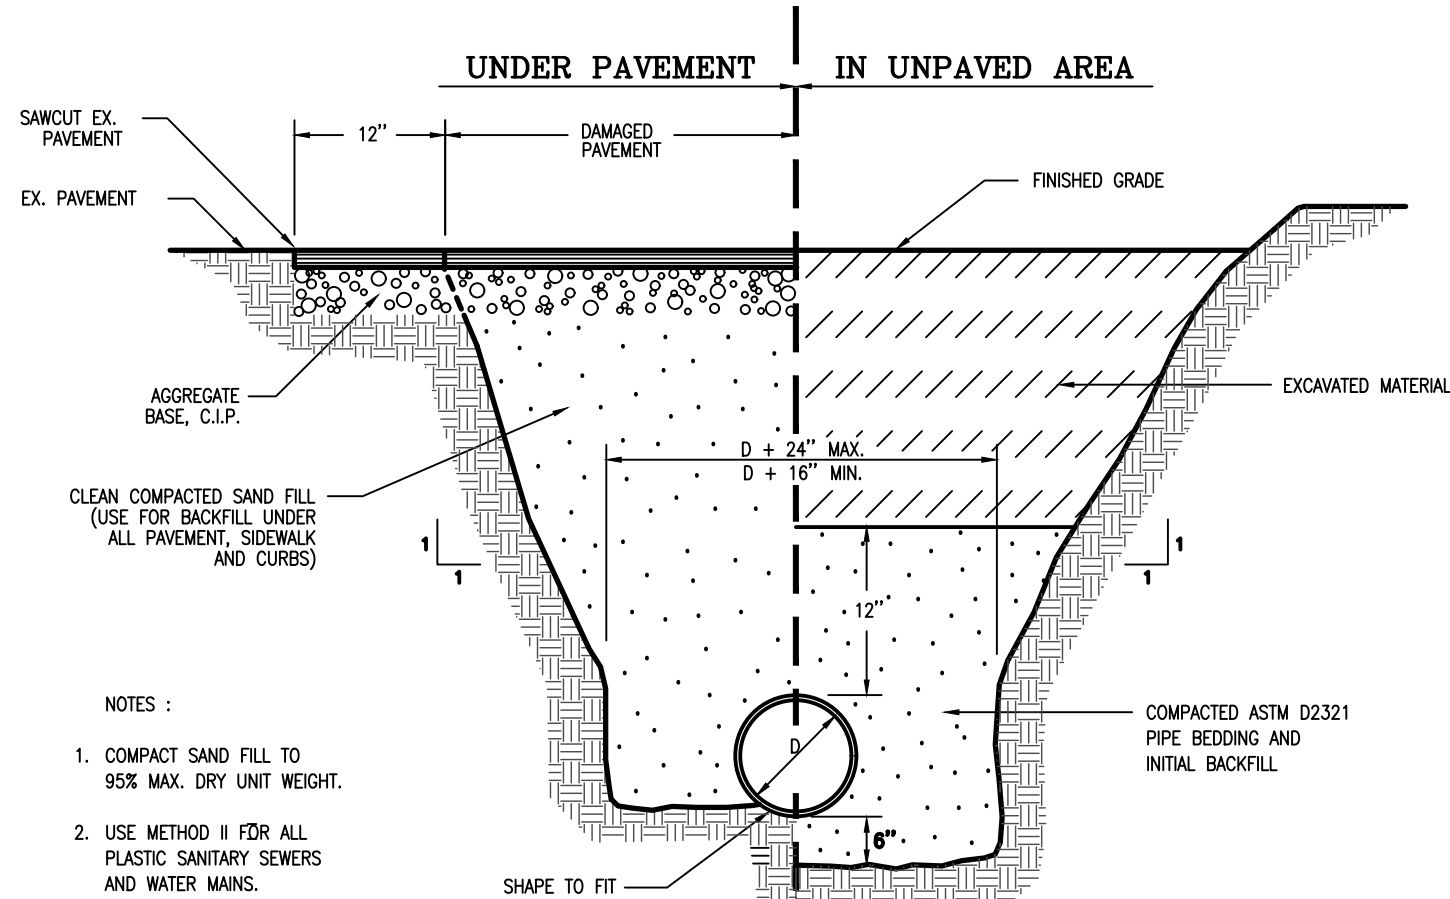 UNDER PAVEMENT
IN UNPAVED AREA
SAWCUT EX.
PAVEMENT
12"
DAMAGED
PAVEMENT
EX. PAVEMENT
FINISHED GRADE
AGGREGATE
BASE, C.I.P.
EXCAVATED MATERIAL
D + 24" MAX.
D + 16" MIN.
CLEAN COMPACTED SAND FILL
(USE FOR BACKFILL UNDER
ALL PAVEMENT, SIDEWALK
AND CURBS)
1
1
1
1
12"
D
6"
COMPACTED ASTM D2321
PIPE BEDDING AND
INITIAL BACKFILL
NOTES :
1. COMPACT SAND FILL TO
95% MAX. DRY UNIT WEIGHT.
2. USE METHOD II FOR ALL
PLASTIC SANITARY SEWERS
AND WATER MAINS.
SHAPE TO FIT